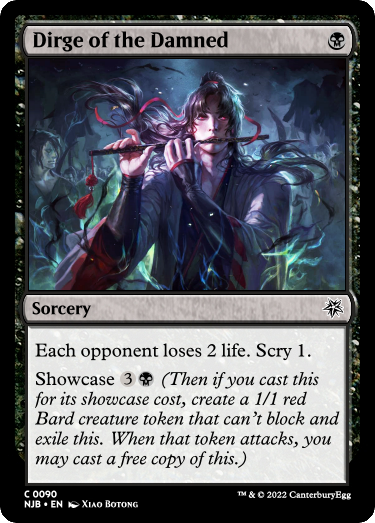 Dirge of the Damned
Sorcery
Each opponent loses 2 life. Scry 1.
Showcase 3 (Then if you cast this
for its showcase cost, create a 1/1 red
Bard creature token that can't block and
exile this. When that token attacks, you
may cast a free copy of this.)
C 0090
NJB • EN Xiao Botong
™ & © 2022 CanterburyEgg